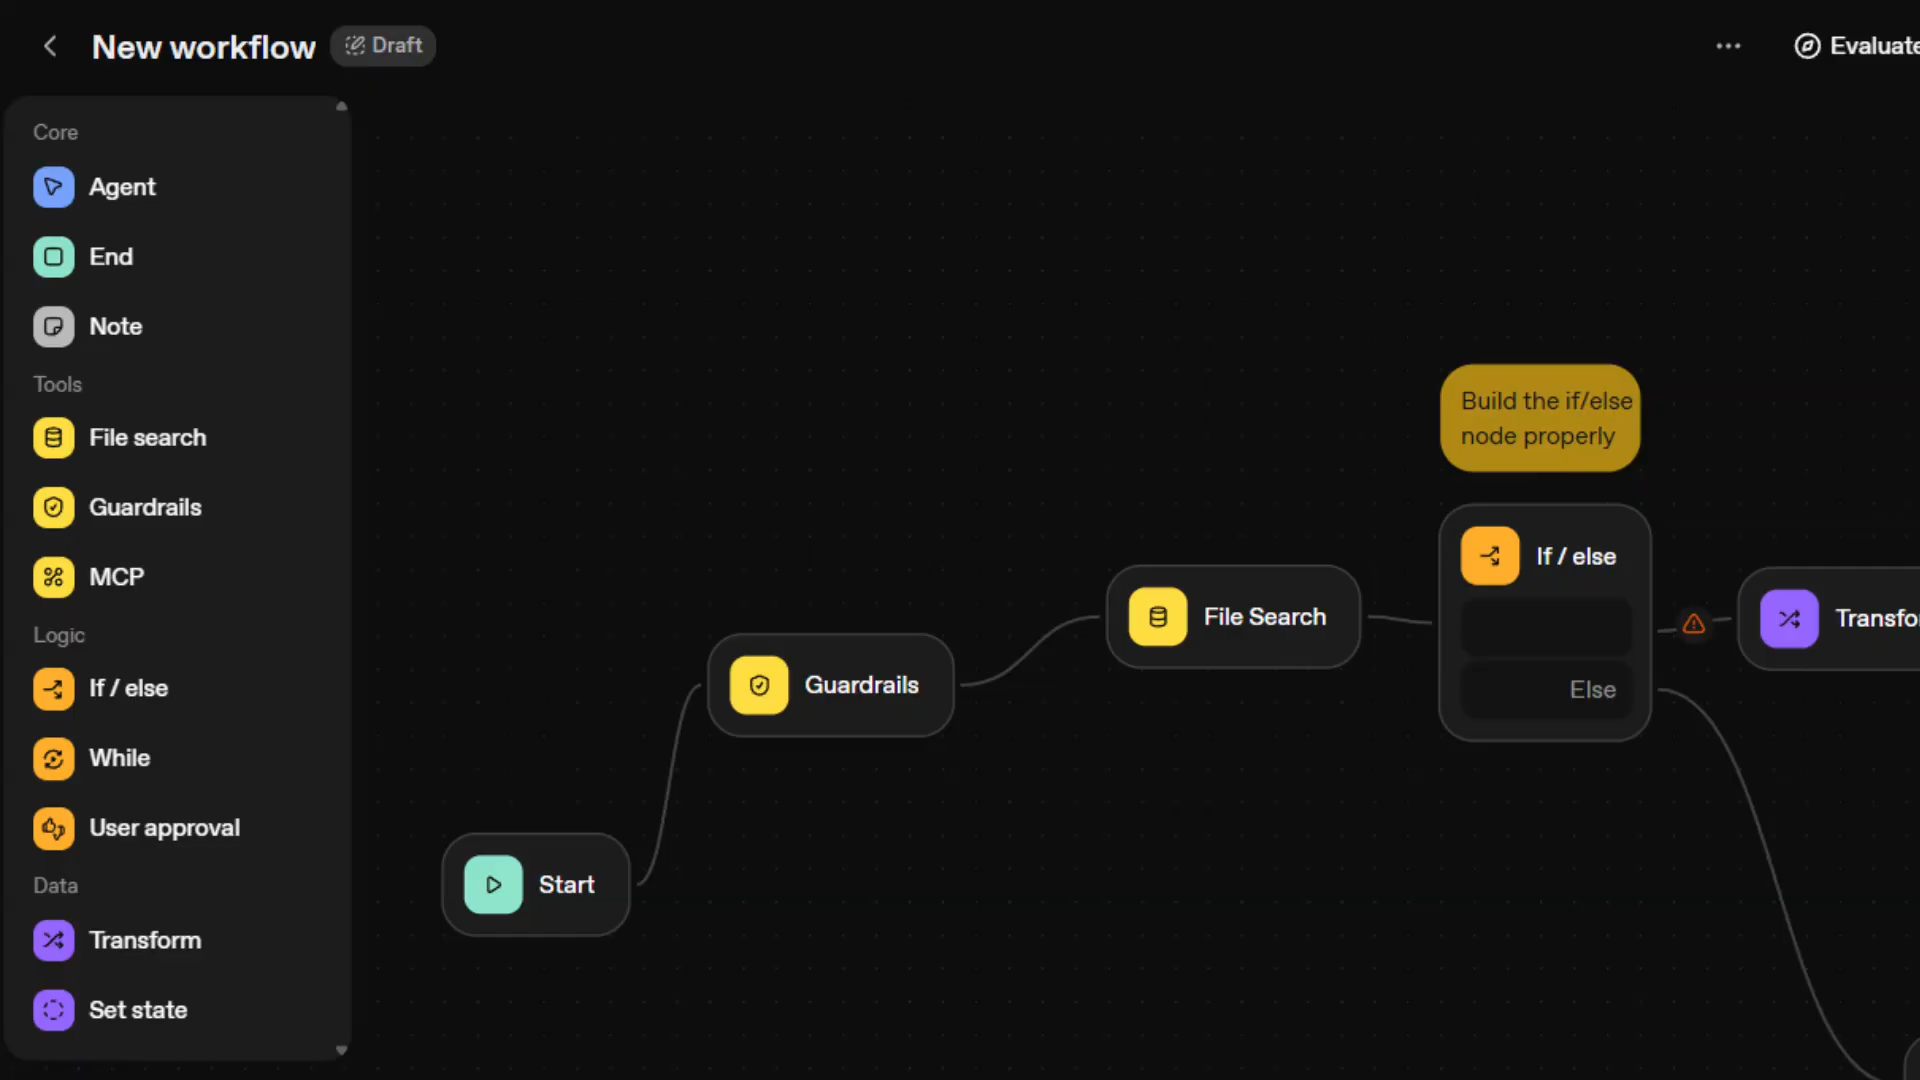 New workflow
Draft
Evaluate
Core
Agent
End
Note
Tools
File search
Guardrails
MCP
Logic
If / else
While
User approval
Data
Transform
Set state
Start
Guardrails
File Search
Build the if/else
node properly
If / else
Else
Transfo